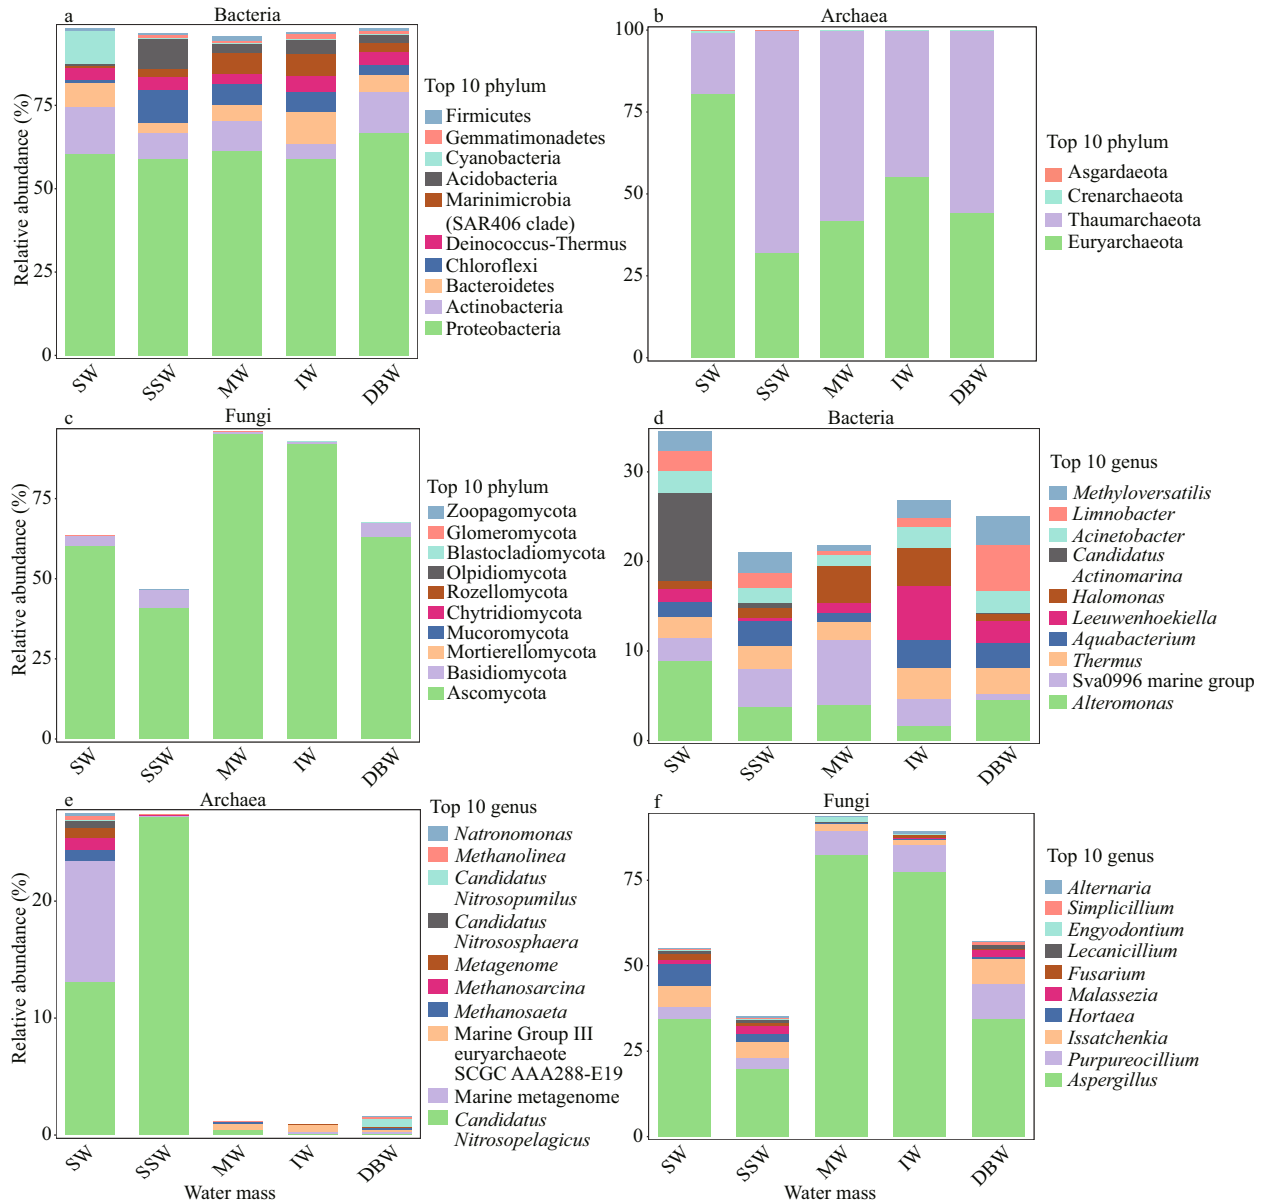 a
Bacteria
Relative abundance (%)
75
50
25
0
SW
SSW
MW
IW
DBW
Top 10 phylum
Firmicutes
Gemmatimonadetes
Cyanobacteria
Acidobacteria
Marinimicrobia
(SAR406 clade)
Deinococcus-Thermus
Chloroflexi
Bacteroidetes
Actinobacteria
Proteobacteria
b
Archaea
100
75
50
25
0
SW
SSW
MW
IW
DBW
Top 10 phylum
Asgardaeota
Crenarchaeota
Thaumarchaeota
Euryarchaeota
c
Fungi
Relative abundance (%)
75
50
25
0
SW
SSW
MW
IW
DBW
Top 10 phylum
Zoopagomycota
Glomeromycota
Blastocladiomycota
Olpidiomycota
Rozellomycota
Chytridiomycota
Mucoromycota
Mortierellomycota
Basidiomycota
Ascomycota
d
Bacteria
30
20
10
0
SW
SSW
MW
IW
DBW
Top 10 genus
Methyloversatilis
Limnobacter
Acinetobacter
Candidatus
Actinomarina
Halomonas
Leeuwenhoekiella
Aquabacterium
Thermus
Sva0996 marine group
Alteromonas
e
Archaea
Relative abundance (%)
20
10
0
SW
SSW
MW
IW
DBW
Water mass
Top 10 genus
Natronomonas
Methanolinea
Candidatus
Nitrosopumilus
Candidatus
Nitrososphaera
Metagenome
Methanosarcina
Methanosaeta
Marine Group III
euryarchaeote
SCGC AAA288-E19
Marine metagenome
Candidatus
Nitrosopelagicus
f
Fungi
75
50
25
0
SW
SSW
MW
IW
DBW
Water mass
Top 10 genus
Alternaria
Simplicillium
Engyodontium
Lecanicillium
Fusarium
Malassezia
Hortaea
Issatchenkia
Purpureocillium
Aspergillus